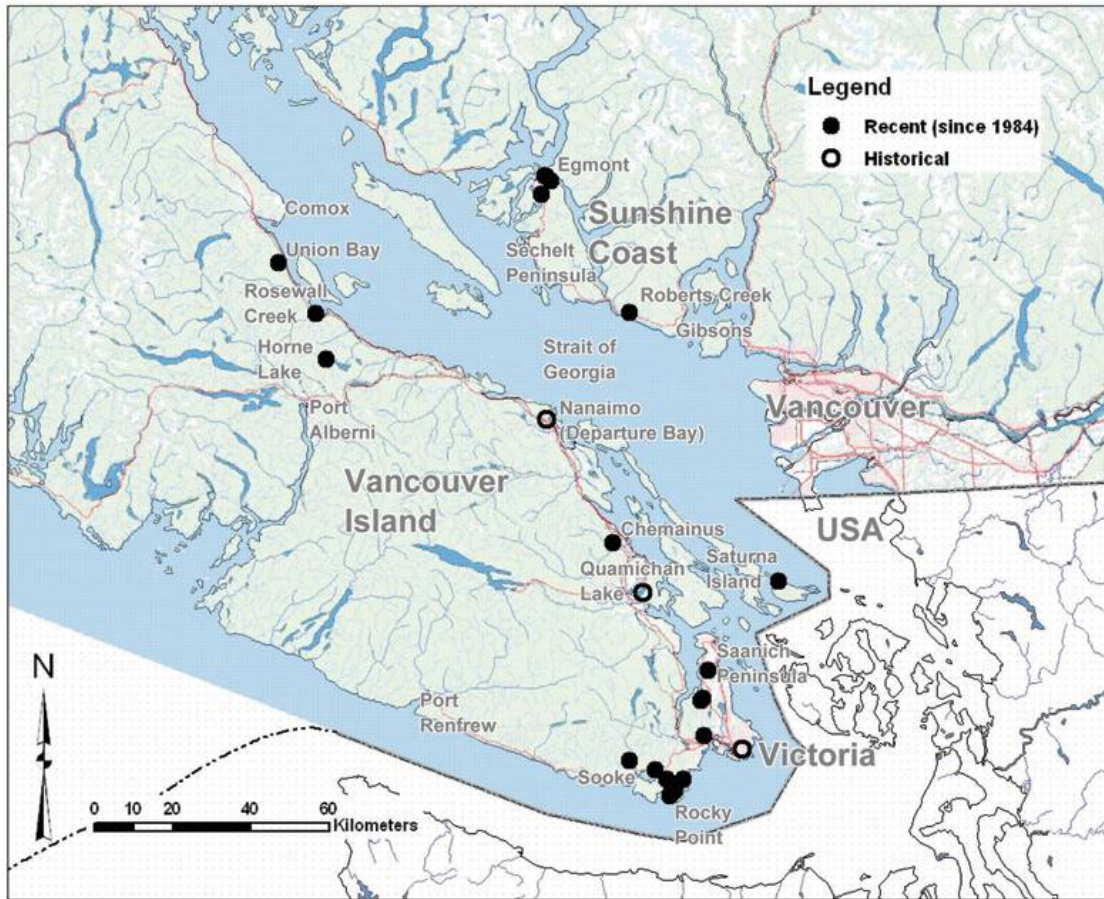 Legend
Recent (since 1984)
Historical
Egmont
Sunshine
Coast
Comox
Sechelt
Peninsula
Union Bay
Rosewall
Creek
Roberts Creek
Gibsons
Horne
Lake
Strait of
Georgia
Port
Alberni
Nanaimo
(Departure Bay)
Vancouver
Vancouver
Island
USA
Chemainus
Quamichan
Lake
Saturna
Island
Saanich
Peninsula
N
Port
Renfrew
Sooke
Victoria
Rocky
Point
0 10 20 40 60
Kilometers